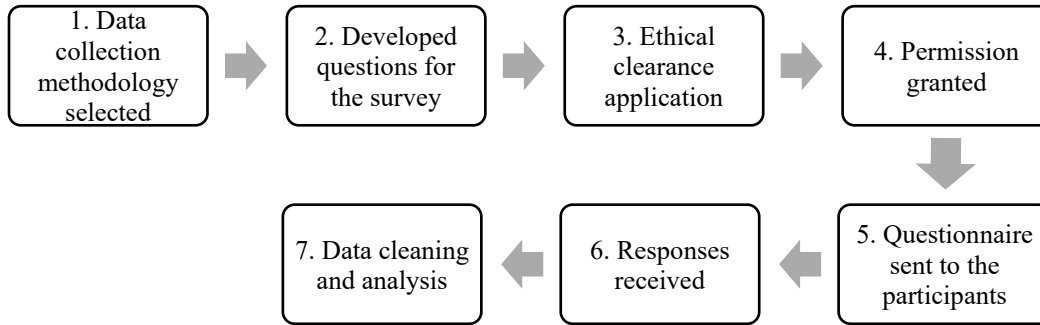 1. Data
collection
methodology
selected
2. Developed
questions for
the survey
3. Ethical
clearance
application
4. Permission
granted
5. Questionnaire
sent to the
participants
6. Responses
received
7. Data cleaning
and analysis